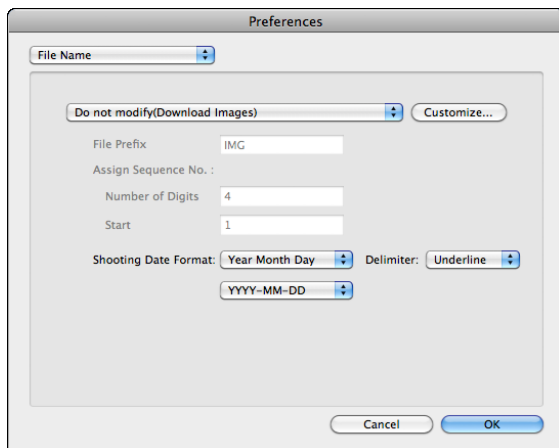 Preferences
File Name
Do not modify(Download Images) Customize...
File Prefix IMG
Assign Sequence No. :
Number of Digits 4
Start 1
Shooting Date Format: Year Month Day Delimiter: Underline
YYYY-MM-DD
Cancel OK